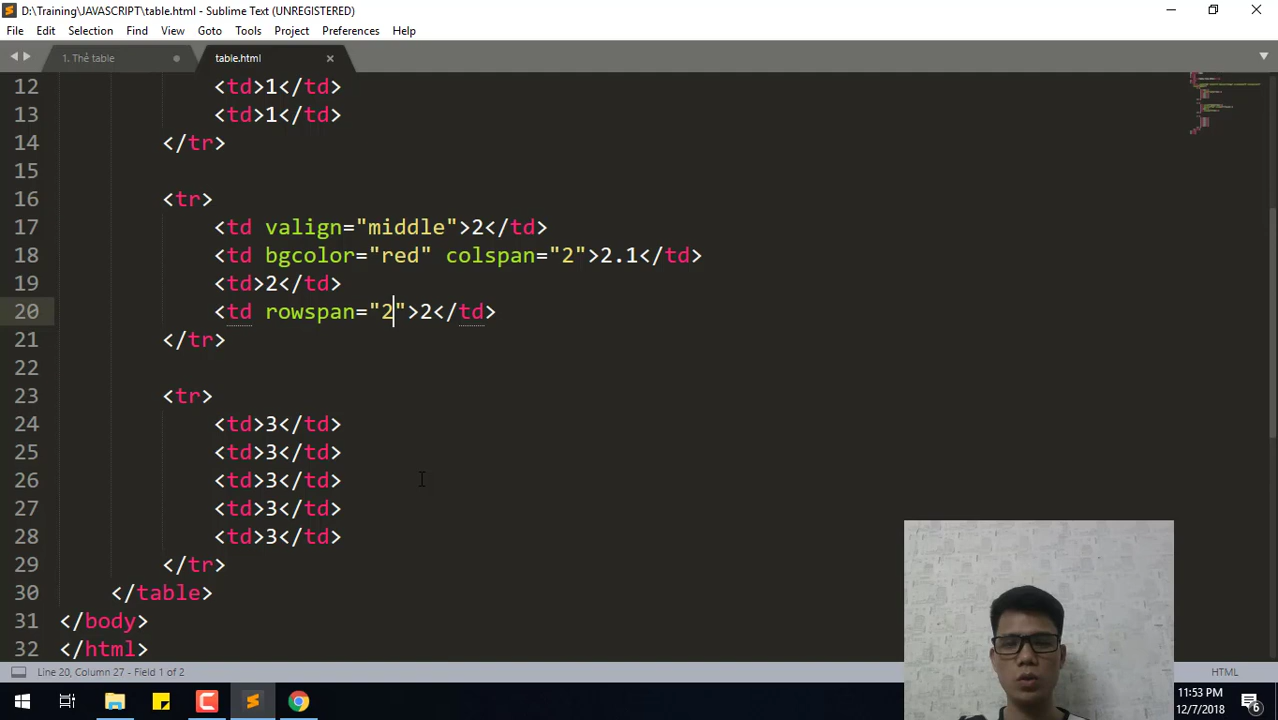 D:\Training\JAVASCRIPT\table.html - Sublime Text (UNREGISTERED)
File Edit Selection Find View Goto Tools Project Preferences Help
1. Thẻ table
table.html
12 <td>1</td>
13 <td>1</td>
14 </tr>
15
16 <tr>
17 <td valign="middle">2</td>
18 <td bgcolor="red" colspan="2">2.1</td>
19 <td>2</td>
20 <td rowspan="2">2</td>
21 </tr>
22
23 <tr>
24 <td>3</td>
25 <td>3</td>
26 <td>3</td>
27 <td>3</td>
28 <td>3</td>
29 </tr>
30 </table>
31 </body>
32 </html>
Line 20, Column 27 - Field 1 of 2
HTML
11:53 PM
12/7/2018
6